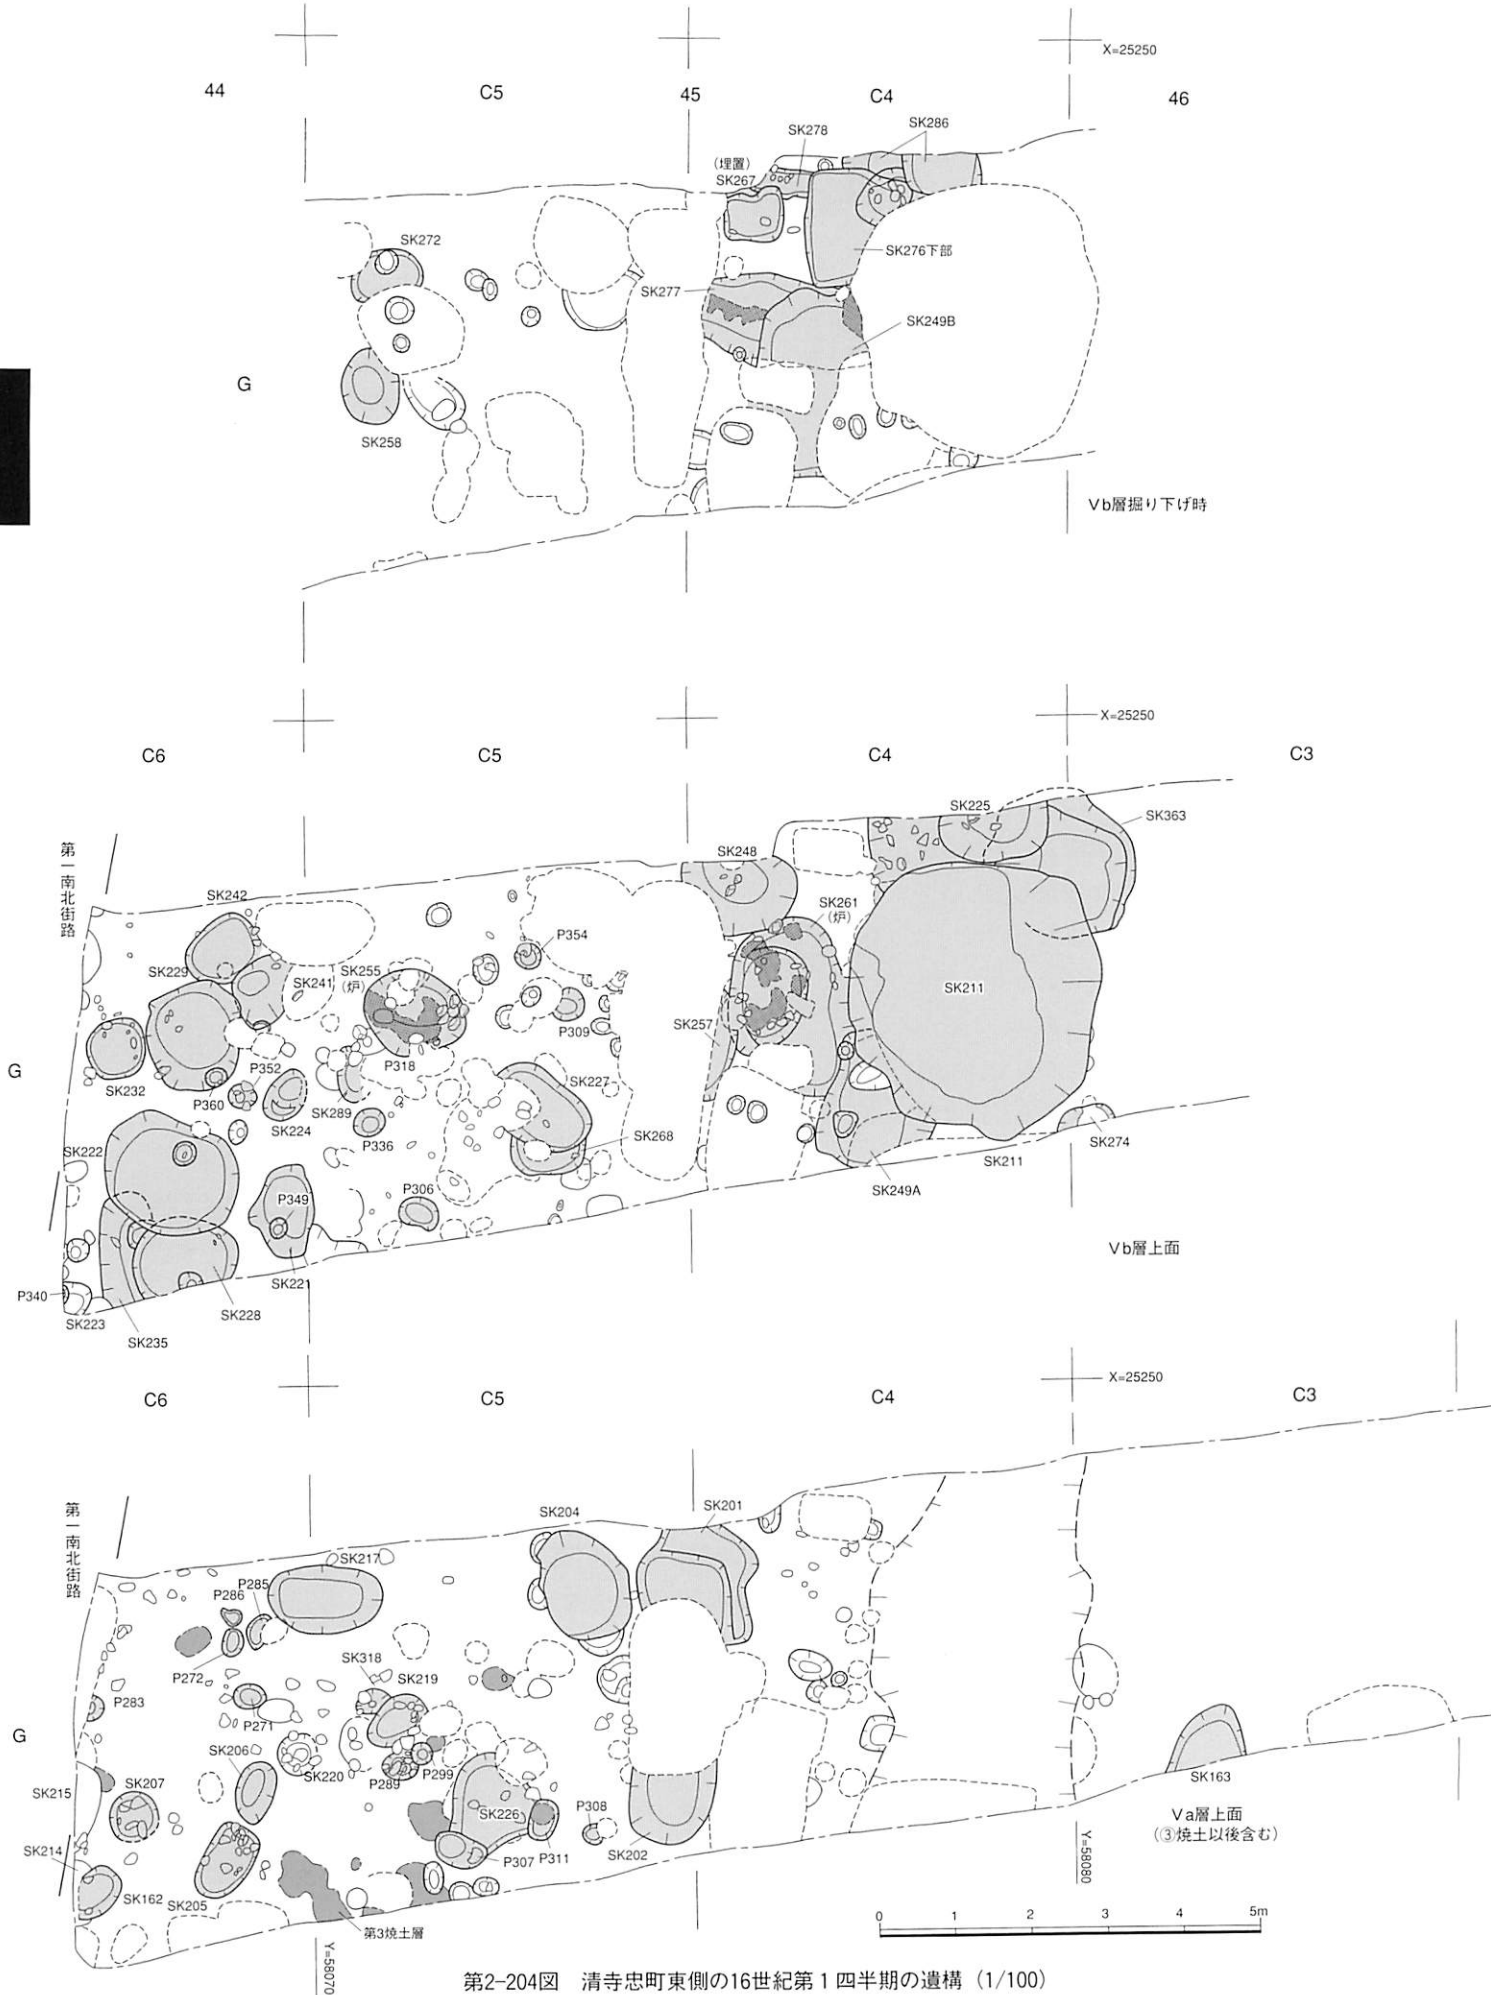 X=25250
44
C5
45
C4
46
SK278
SK286
(埋置)
SK267
SK272
SK276下部
SK277
SK249B
G
SK258
Ⅴb層掘り下げ時
X=25250
C6
C5
C4
C3
第一南北街路
SK242
SK248
SK225
SK363
SK229
SK241
SK255
(炉)
P354
SK261
(炉)
SK211
SK257
P309
G
SK232
P352
P318
P360
SK224
SK289
SK227
P336
SK268
SK274
SK222
SK211
SK249A
P349
P306
Ⅴb層上面
SK221
P340
SK223
SK228
SK235
X=25250
C6
C5
C4
C3
第一南北街路
SK204
SK201
SK217
P286
P285
P272
SK318
SK219
P283
P271
G
SK206
SK220
P289
P299
SK215
SK207
SK226
P308
SK163
Ⅴa層上面
(③焼土以後含む)
SK214
P307
P311
SK202
SK162
SK205
第3焼土層
Y=58080
Y=58070
0 1 2 3 4 5m
第2-204図 清寺忠町東側の16世紀第1四半期の遺構 (1/100)